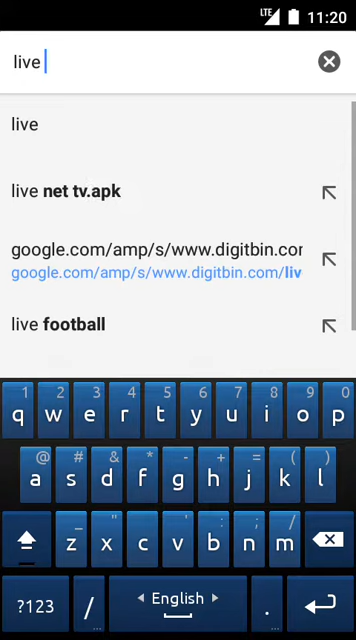 LTE 11:20
live
live
live net tv.apk
google.com/amp/s/www.digitbin.cor
google.com/amp/s/www.digitbin.com/liv
live football
1 2 3 4 5 6 7 8 9 0
q w e r t y u i o p
@ # & * - + = ( )
a s d f g h j k l
_ " ' : ; /
z x c v b n m
?123 / ... English . ...